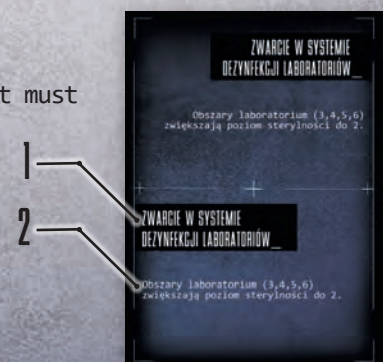 ZWARCIE W SYSTEMIE
DEZYNFEKCJI LABORATORIÓW_
Obszary laboratorium (3,4,5,6)
zwiększają poziom sterylności do 2.
t must
1
2
ZWARCIE W SYSTEMIE
DEZYNFEKCJI LABORATORIÓW_
Obszary laboratorium (3,4,5,6)
zwiększają poziom sterylności do 2.